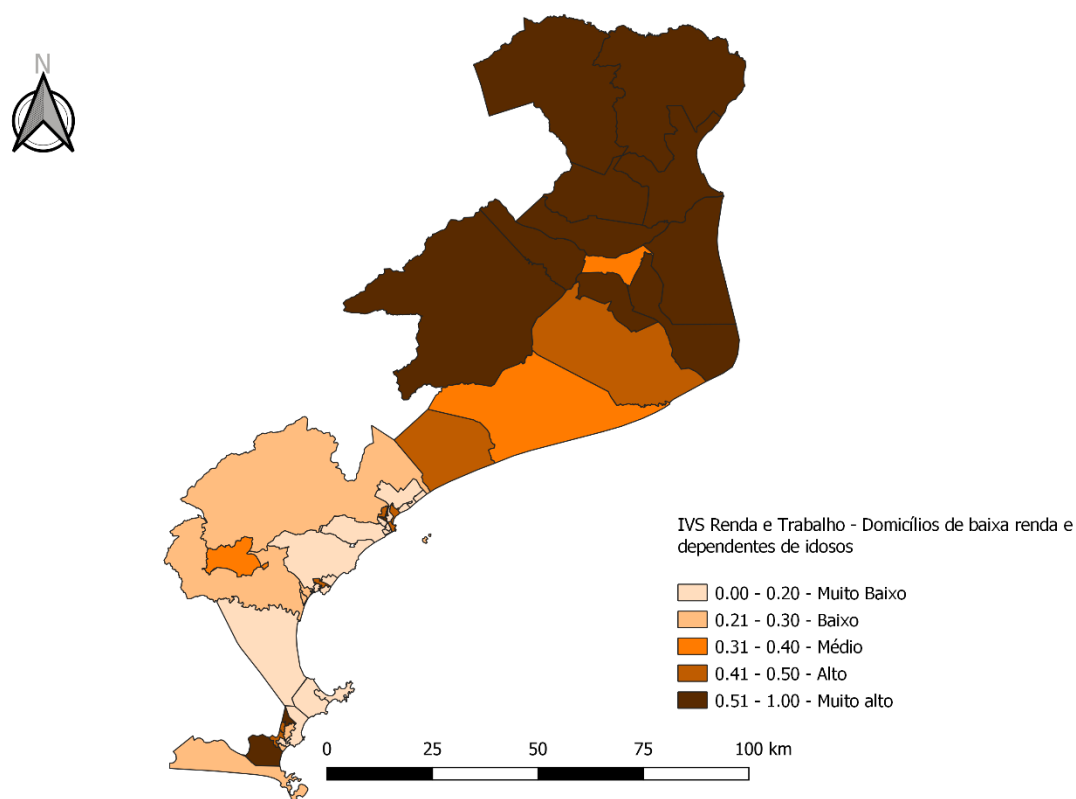 N
IVS Renda e Trabalho - Domicílios de baixa renda e
dependentes de idosos
0.00 - 0.20 - Muito Baixo
0.21 - 0.30 - Baixo
0.31 - 0.40 - Médio
0.41 - 0.50 - Alto
0.51 - 1.00 - Muito alto
0 25 50 75 100 km